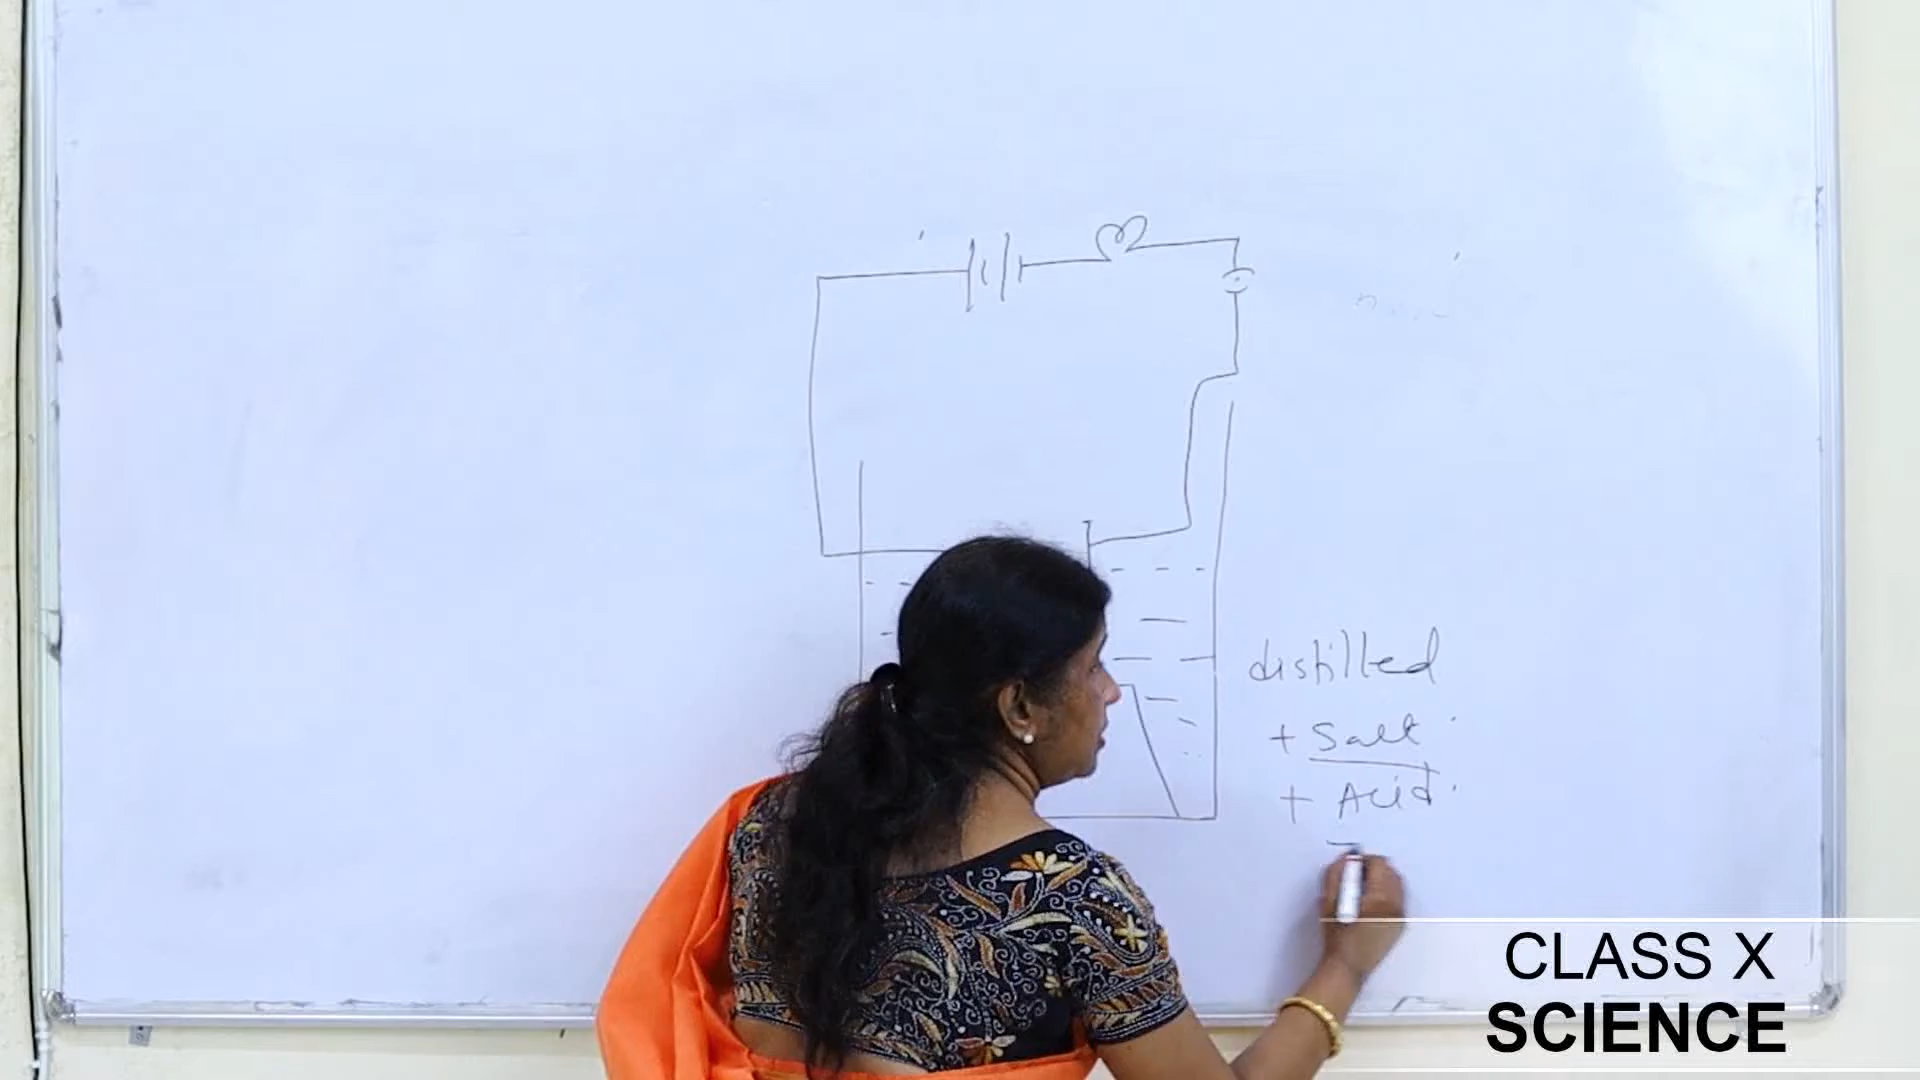 distilled
+ Salt
+ Acid
CLASS X
SCIENCE